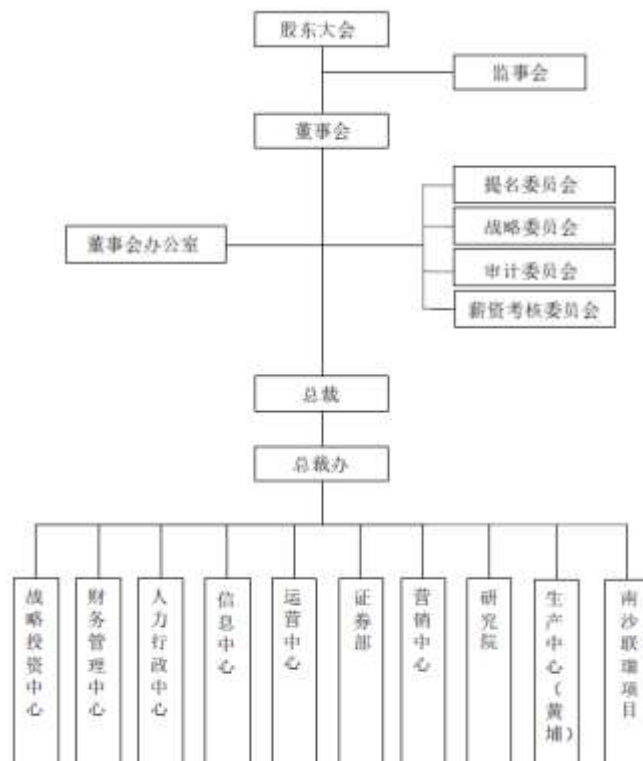 股东大会
监事会
董事会
提名委员会
战略委员会
董事会办公室
审计委员会
薪资考核委员会
总裁
总裁办
战略投资中心
财务管理中心
人力行政中心
信息中心
运营中心
证券部
营销中心
研究院
生产中心(黄埔)
南沙联瑞项目